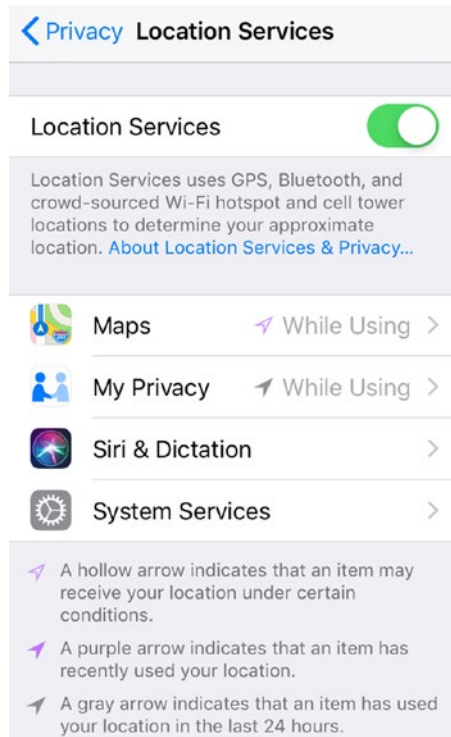 Privacy Location Services
Location Services
Location Services uses GPS, Bluetooth, and
crowd-sourced Wi-Fi hotspot and cell tower
locations to determine your approximate
location. About Location Services & Privacy...
Maps While Using
My Privacy While Using
Siri & Dictation
System Services
A hollow arrow indicates that an item may
receive your location under certain
conditions.
A purple arrow indicates that an item has
recently used your location.
A gray arrow indicates that an item has used
your location in the last 24 hours.